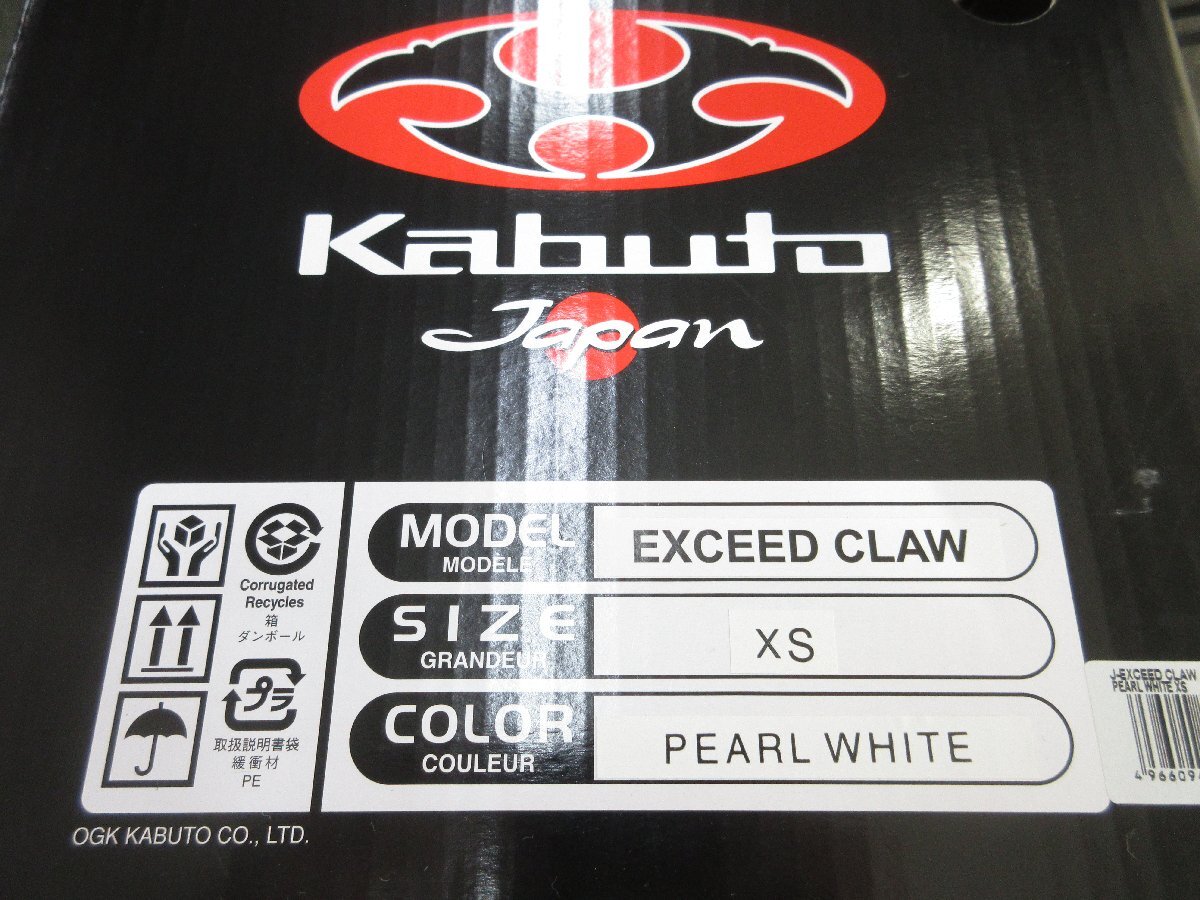 Kabuto
Japan
Corrugated
Recycles
箱
ダンボール
プラ
取扱説明書袋
緩衝材
PE
MODEL
MODELE
EXCEED CLAW
SIZE
GRANDEUR
XS
COLOR
COULEUR
PEARL WHITE
J-EXCEED CLAW
PEARL WHITE XS
OGK KABUTO CO., LTD.